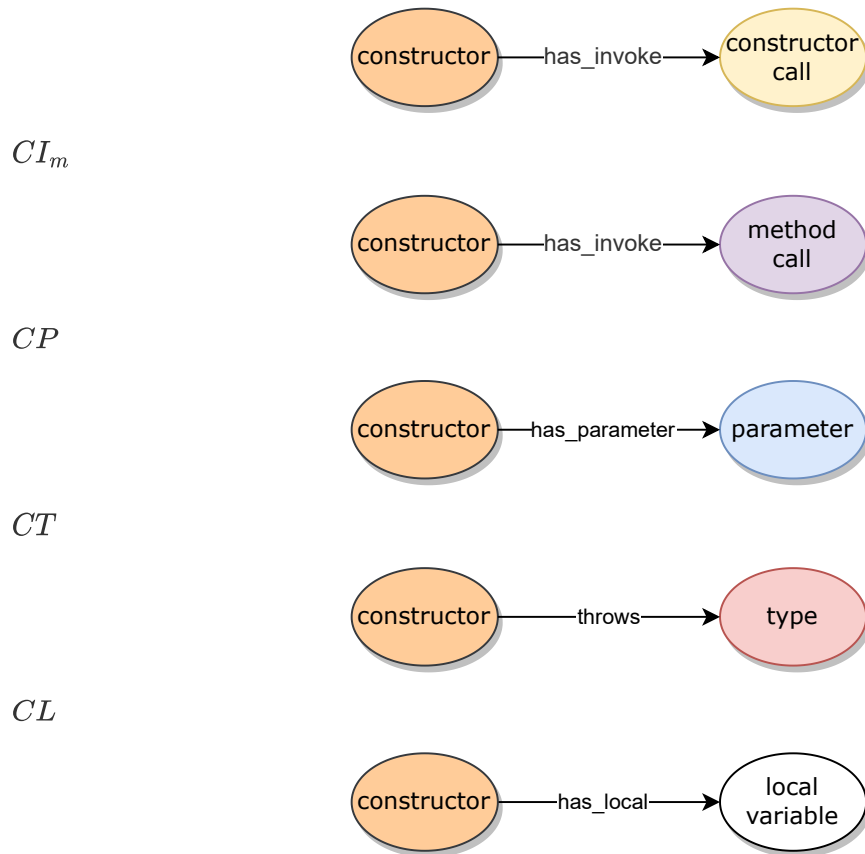 constructor has_invoke constructor
call
CI_m
constructor has_invoke method
call
CP
constructor has_parameter parameter
CT
constructor throws type
CL
constructor has_local local
variable